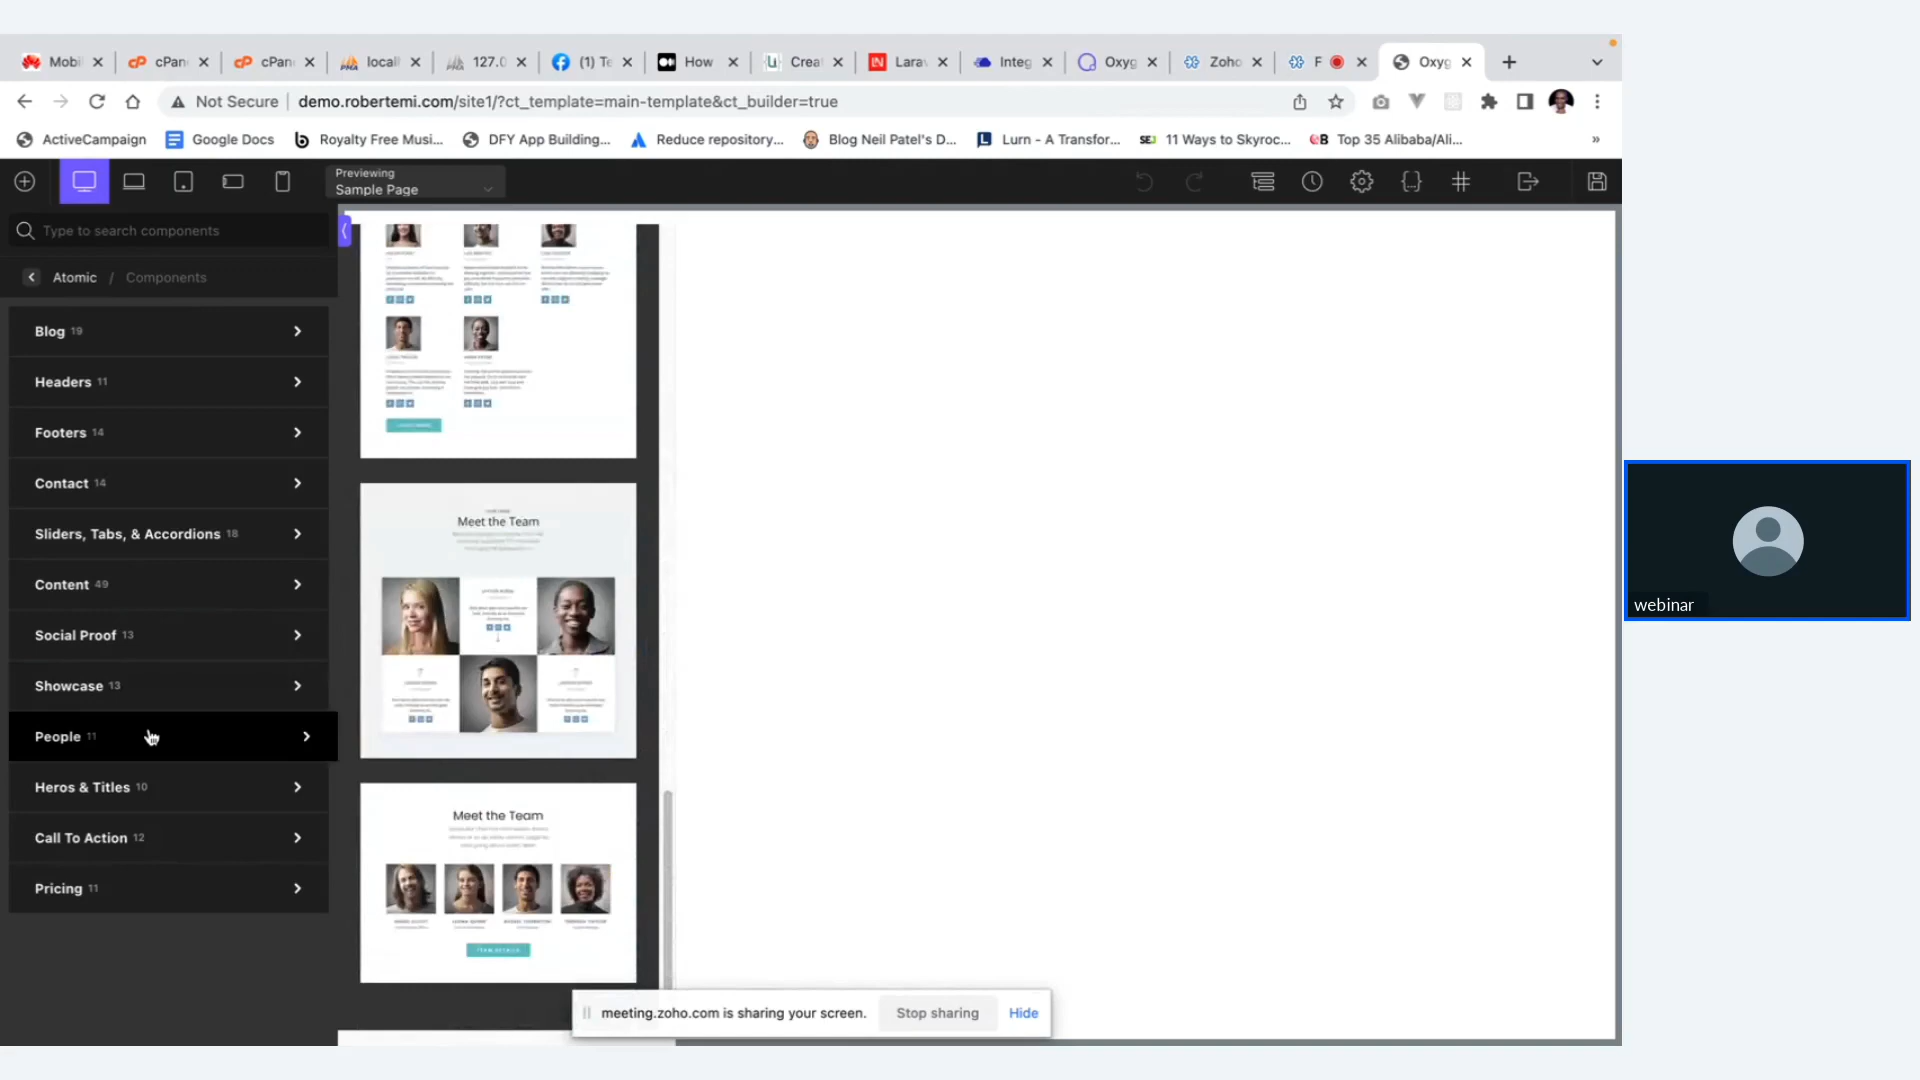 Mobi
cPan
cPan
locall
127.0
(1) Te
How
Crea
Lara
Integ
Oxyg
Zoho
F
Oxyg
Not Secure
demo.robertemi.com/site1/?ct_template=main-template&ct_builder=true
ActiveCampaign
Google Docs
Royalty Free Musi...
DFY App Building...
Reduce repository...
Blog Neil Patel's D...
Lurn - A Transfor...
SEJ 11 Ways to Skyroc...
Top 35 Alibaba/Ali...
»
Previewing
Sample Page
Type to search components
Atomic / Components
Blog 19
Headers 11
Footers 14
Contact 14
Sliders, Tabs, & Accordions 18
Content 49
Social Proof 13
Showcase 13
People 11
Heros & Titles 10
Call To Action 12
Pricing 11
Meet the Team
Meet the Team
meeting.zoho.com is sharing your screen.
Stop sharing
Hide
webinar